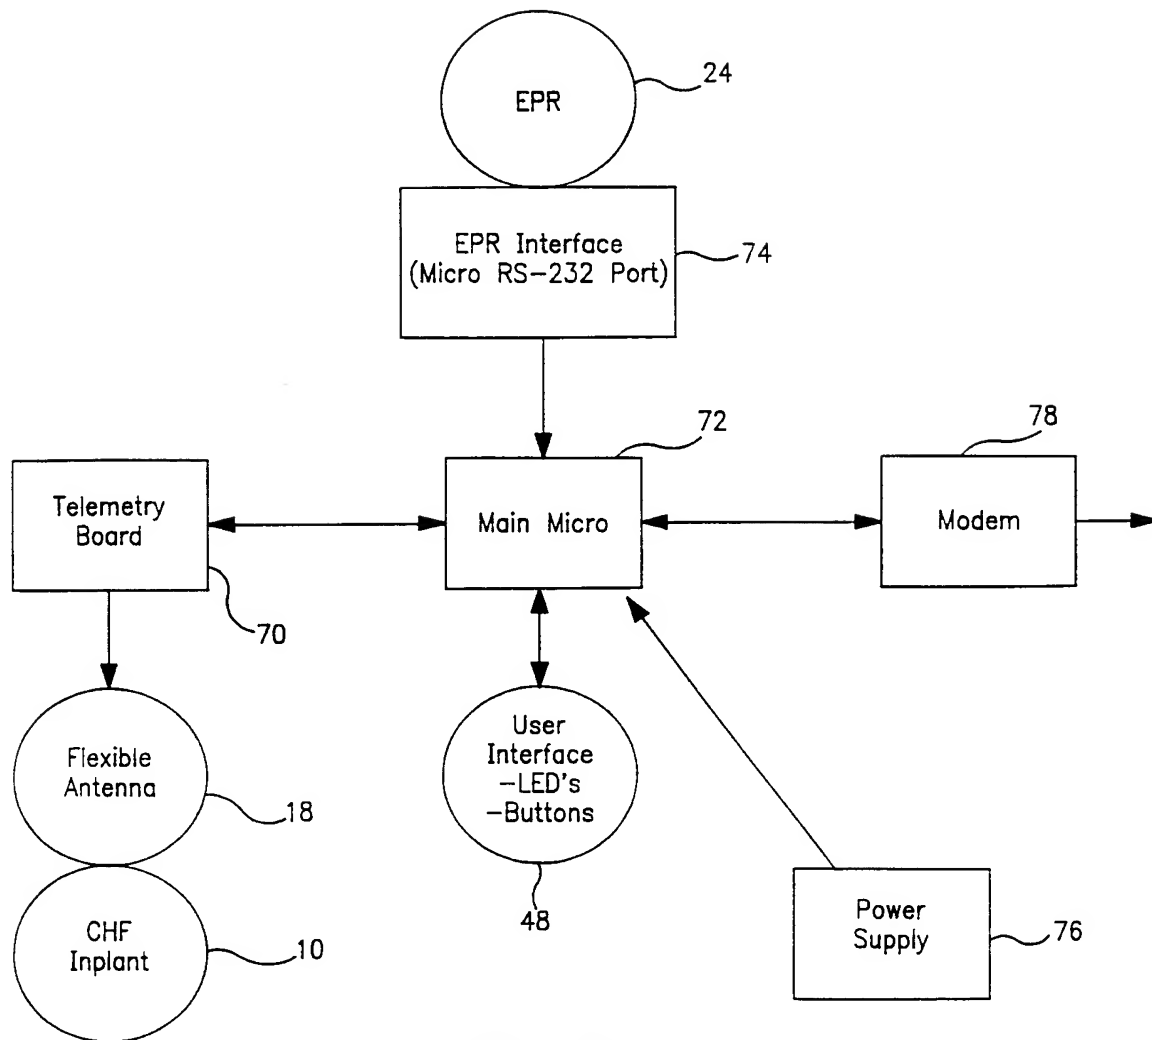 24
EPR
EPR Interface
(Micro RS-232 Port)
74
72
78
Telemetry
Board
Main Micro
Modem
70
User
Interface
-LED's
-Buttons
Flexible
Antenna
18
48
Power
Supply
76
CHF
Inplant
10